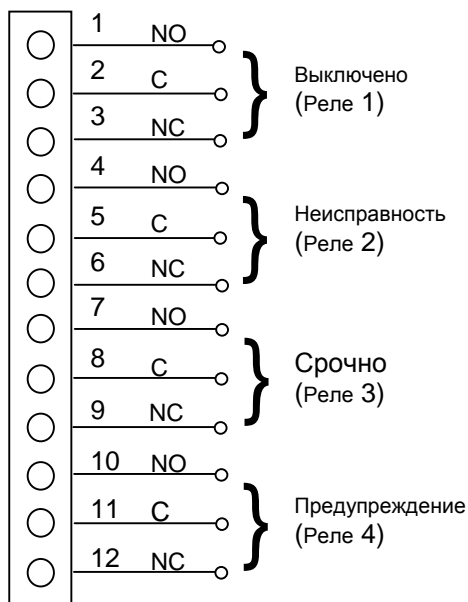 1 NO
2 C
3 NC
Выключено
(Реле 1)
4 NO
5 C
6 NC
Неисправность
(Реле 2)
7 NO
8 C
9 NC
Срочно
(Реле 3)
10 NO
11 C
12 NC
Предупреждение
(Реле 4)